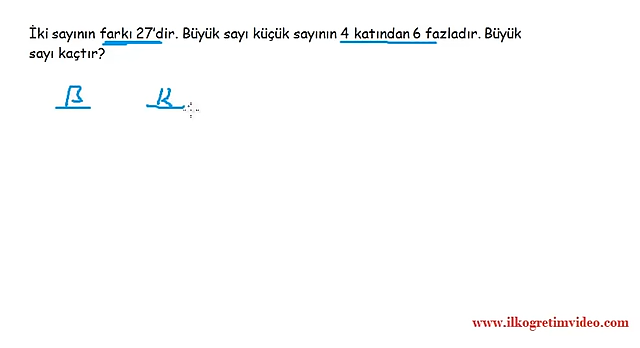 İki sayının farkı 27'dir. Büyük sayı küçük sayının 4 katından 6 fazladır. Büyük
sayı kaçtır?
B K
www.ilkogretimvideo.com